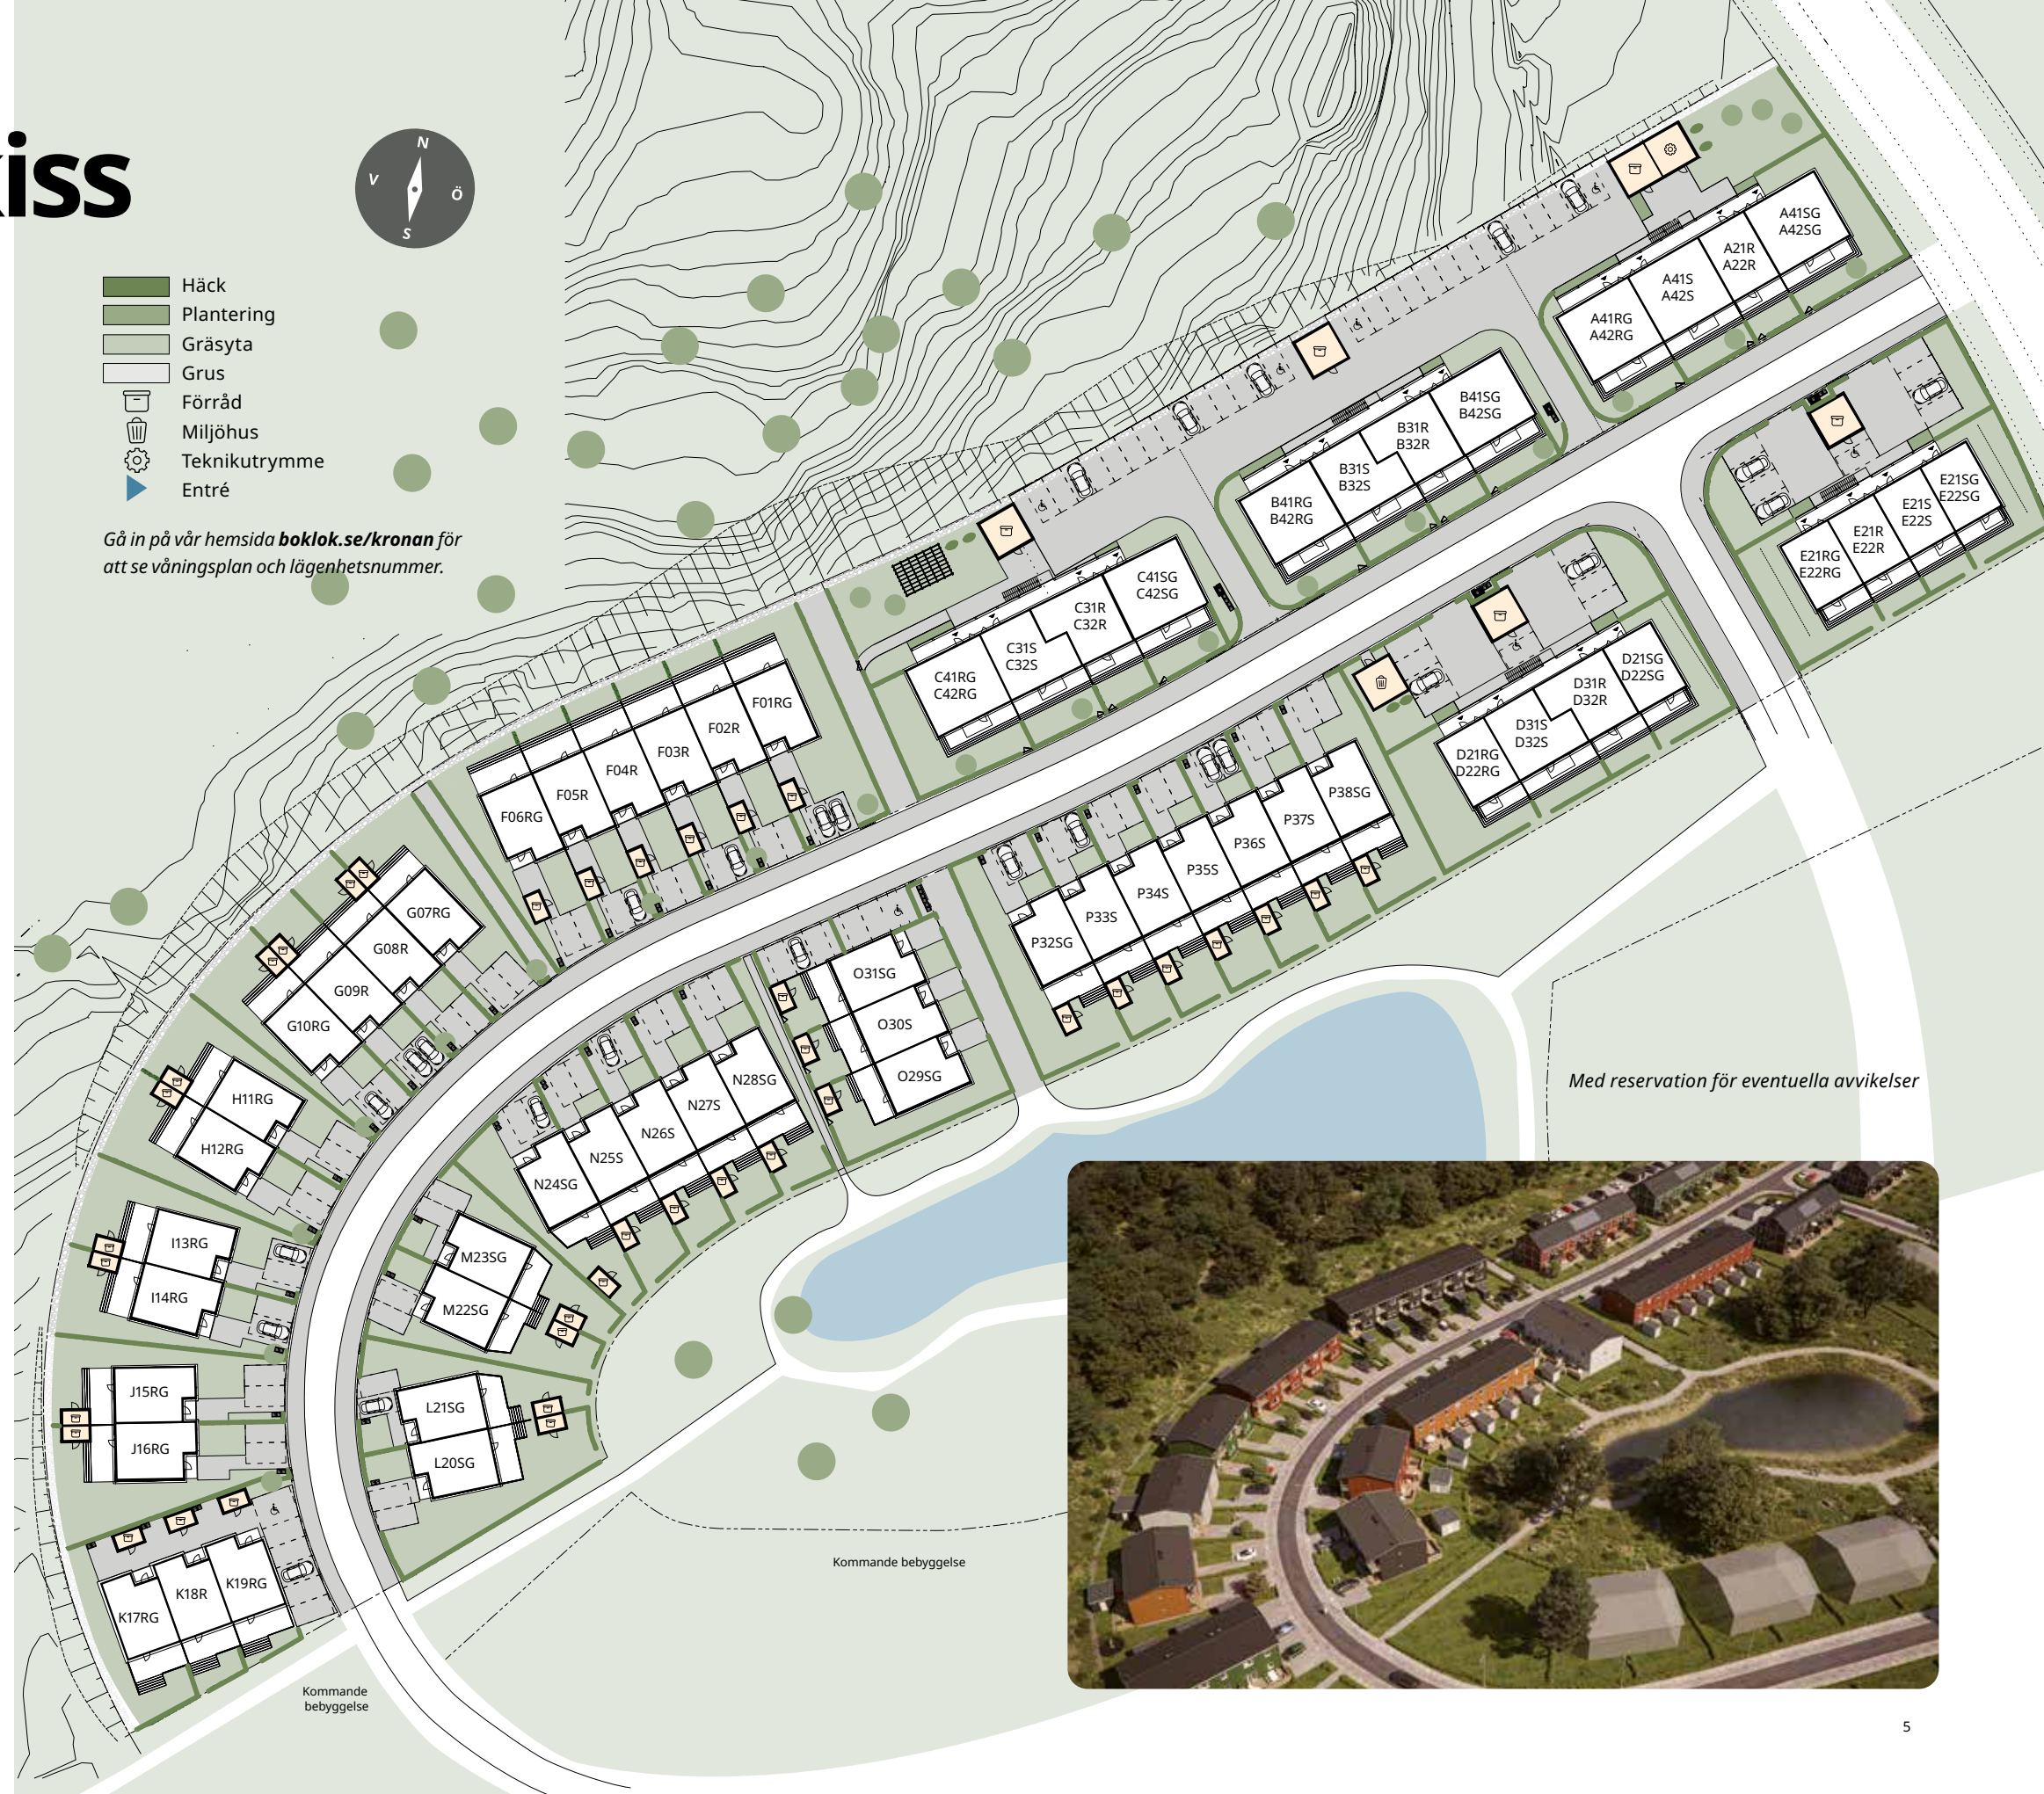 kiss
N
V
Ö
S
Häck
Plantering
Gräsyta
Grus
Förråd
Miljöhus
Teknikutrymme
Entré
Gå in på vår hemsida boklok.se/kronan för
att se våningsplan och lägenhetsnummer.
A41SG
A42SG
A21R
A22R
A41S
A42S
A41RG
A42RG
B41SG
B42SG
B31R
B32R
B31S
B32S
B41RG
B42RG
C41SG
C42SG
C31R
C32R
C31S
C32S
C41RG
C42RG
E21SG
E22SG
E21S
E22S
E21R
E22R
E21RG
E22RG
D21SG
D22SG
D31R
D32R
D31S
D32S
D21RG
D22RG
F01RG
F02R
F03R
F04R
F05R
F06RG
P38SG
P37S
P36S
P35S
P34S
P33S
P32SG
G07RG
G08R
G09R
G10RG
O31SG
O30S
O29SG
N28SG
N27S
N26S
N25S
N24SG
H11RG
H12RG
I13RG
I14RG
M23SG
M22SG
J15RG
J16RG
L21SG
L20SG
K19RG
K18R
K17RG
Med reservation för eventuella avvikelser
Kommande bebyggelse
Kommande
bebyggelse
5